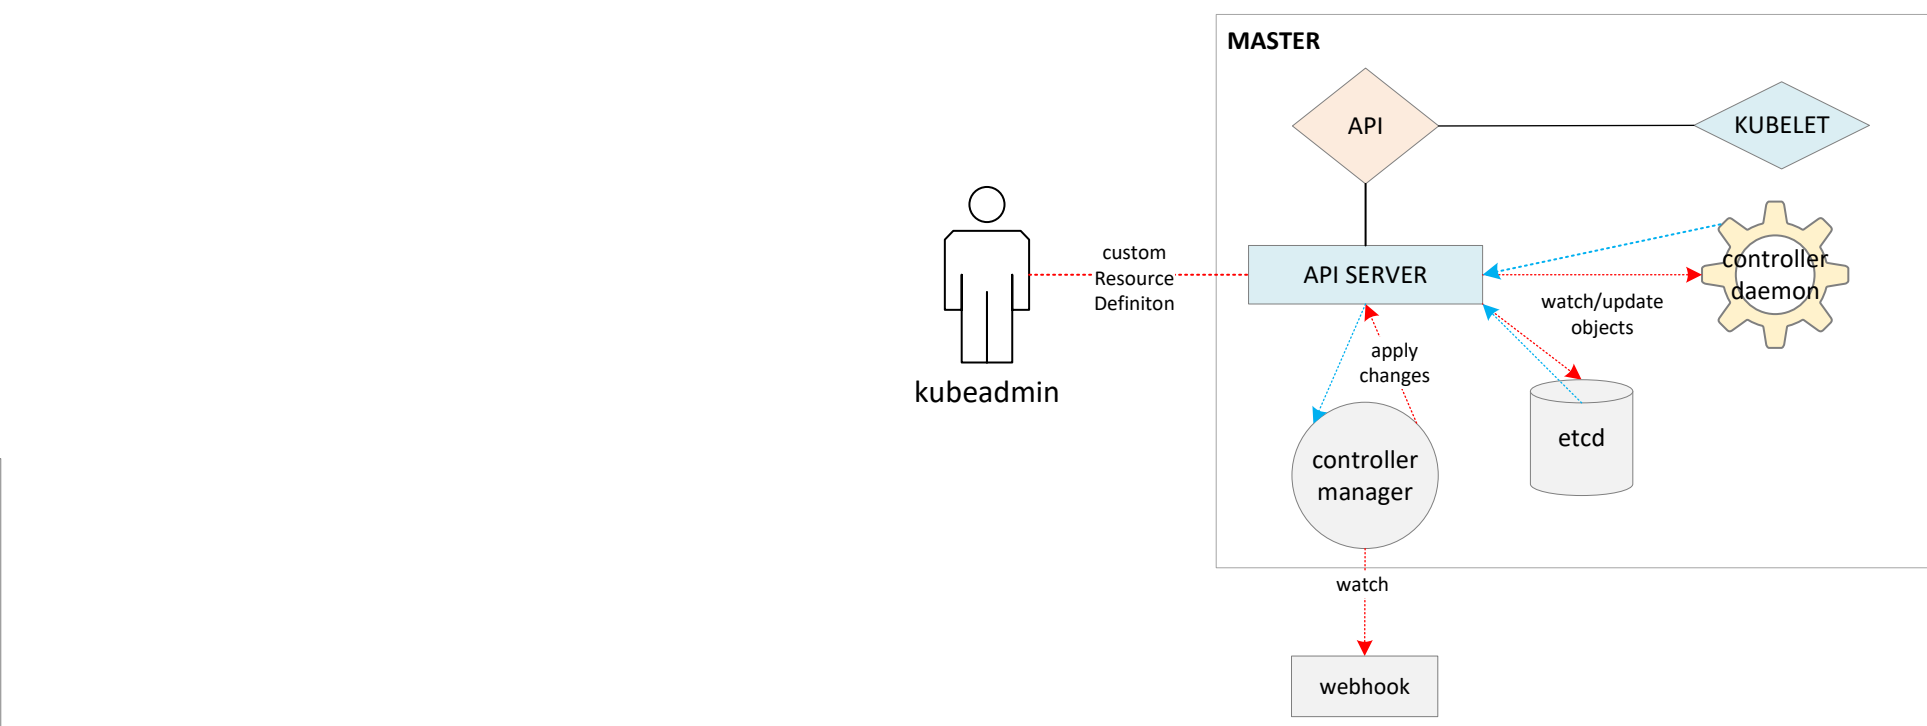 MASTER
API
KUBELET
custom
Resource
Definiton
API SERVER
controller
daemon
watch/update
objects
apply
changes
kubeadmin
etcd
controller
manager
watch
webhook